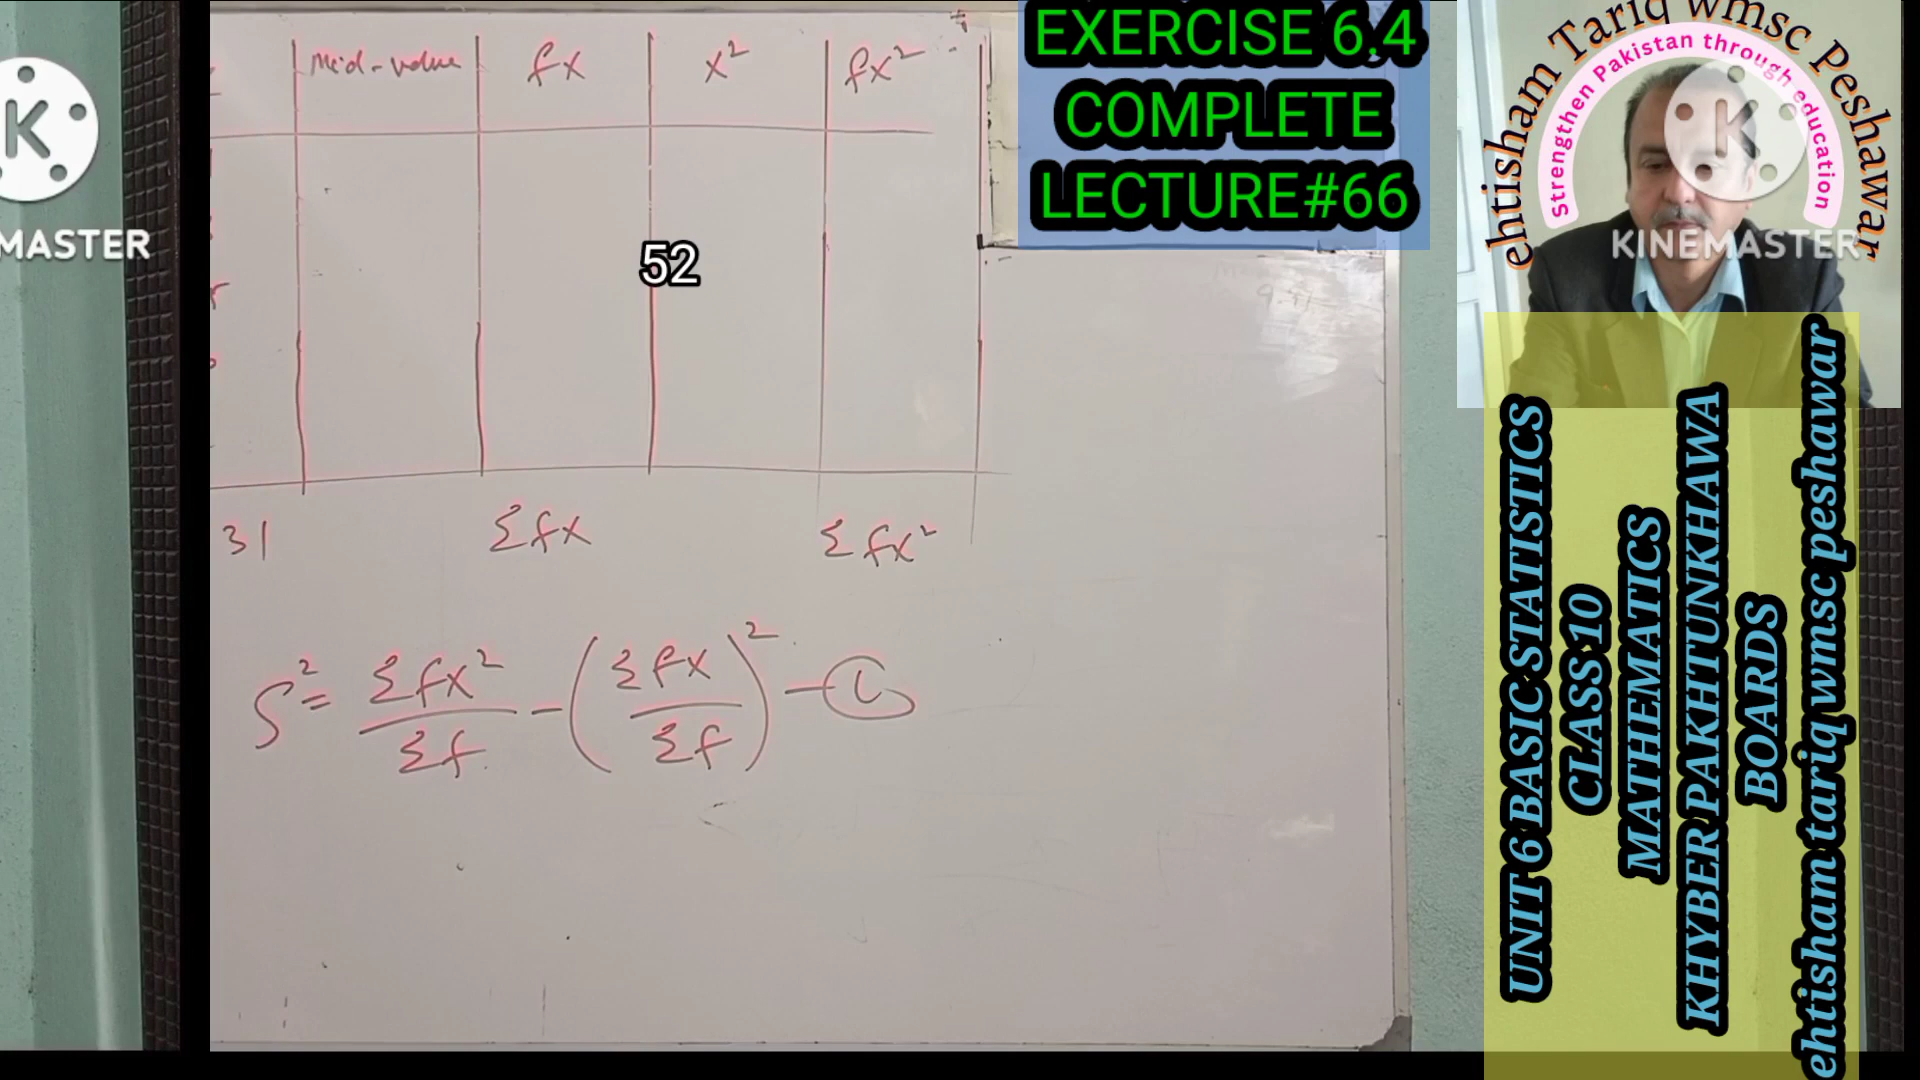 Mid-value fx x² fx²
31 Σfx Σfx²
S² = Σfx²/Σf - (Σfx/Σf)² -
52
EXERCISE 6.4
COMPLETE
LECTURE#66
ehtisham Tariq wmsc Peshawar
Strengthen Pakistan through education
K
KINEMASTER
K
MASTER
UNIT 6 BASIC STATISTICS
CLASS 10
MATHEMATICS
KHYBER PAKHTUNKHAWA
BOARDS
ehtisham tariq wmsc peshawar